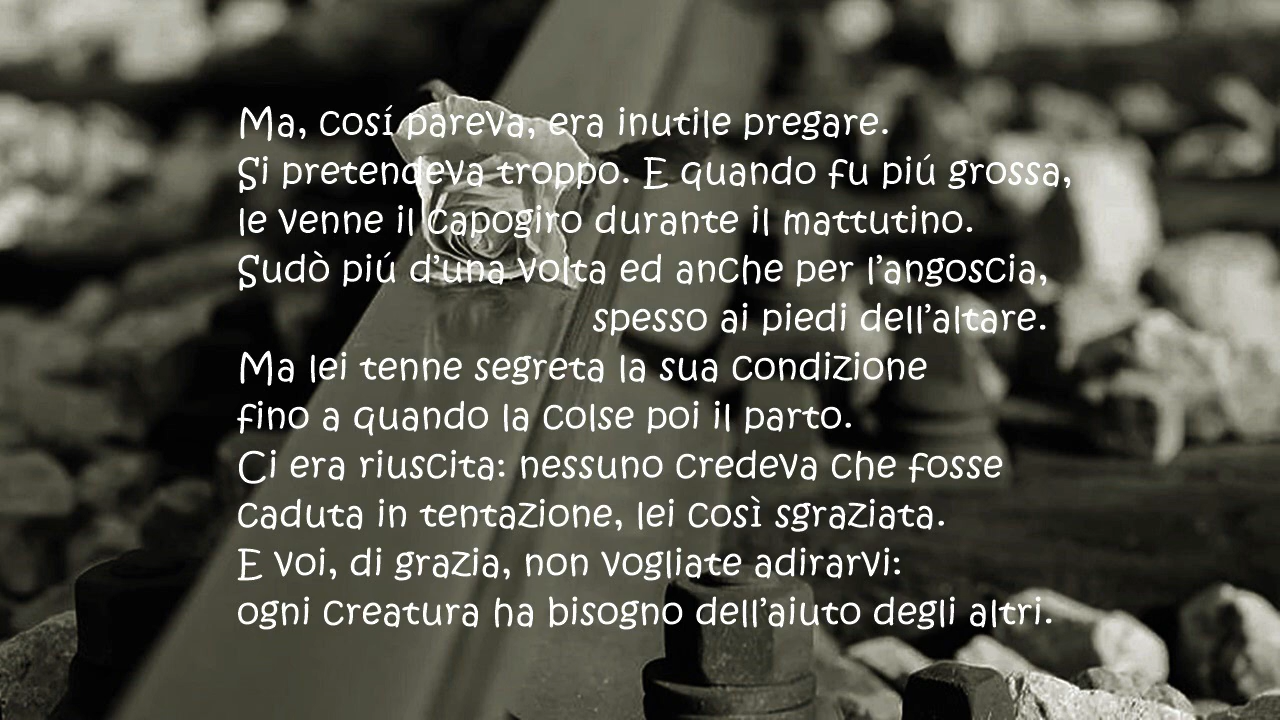 Ma, cosí pareva, era inutile pregare.
Si pretendeva troppo. E quando fu piú grossa,
le venne il capogiro durante il mattutino.
Sudò piú d’una volta ed anche per l’angoscia,
spesso ai piedi dell’altare.
Ma lei tenne segreta la sua condizione
fino a quando la colse poi il parto.
Ci era riuscita: nessuno credeva che fosse
caduta in tentazione, lei così sgraziata.
E voi, di grazia, non vogliate adirarvi:
ogni creatura ha bisogno dell’aiuto degli altri.